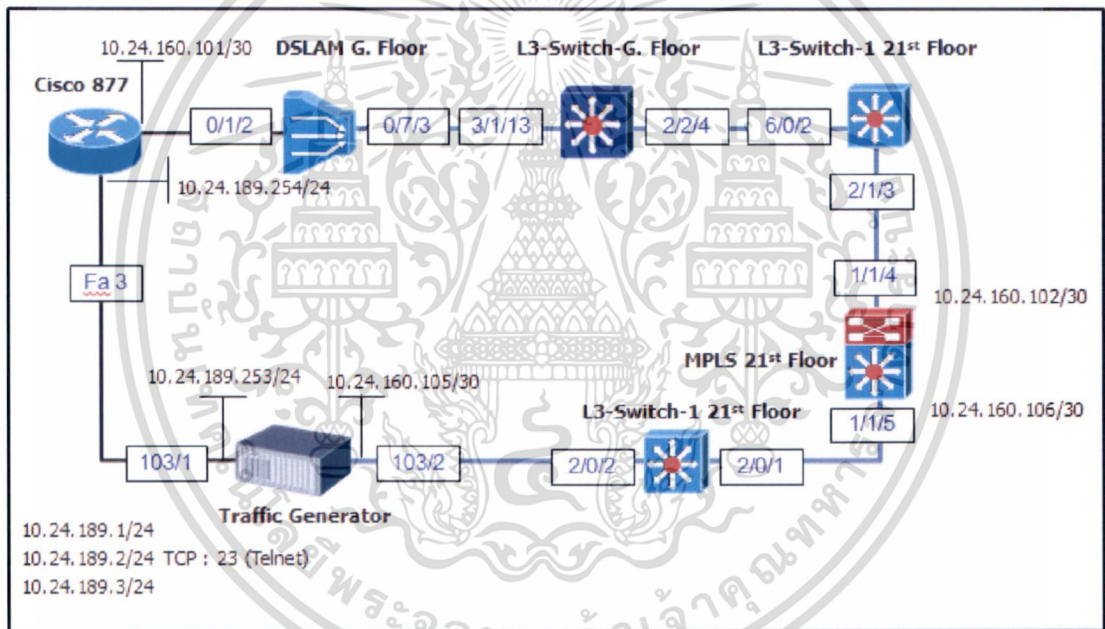 10.24.160.101/30
DSLAM G. Floor
L3-Switch-G. Floor
L3-Switch-1 21st Floor
Cisco 877
0/1/2
0/7/3
3/1/13
2/2/4
6/0/2
10.24.189.254/24
2/1/3
Fa 3
1/1/4
10.24.160.102/30
MPLS 21st Floor
10.24.189.253/24
10.24.160.105/30
L3-Switch-1 21st Floor
10.24.160.106/30
1/1/5
103/1
103/2
2/0/2
2/0/1
Traffic Generator
10.24.189.1/24
10.24.189.2/24 TCP : 23 (Telnet)
10.24.189.3/24